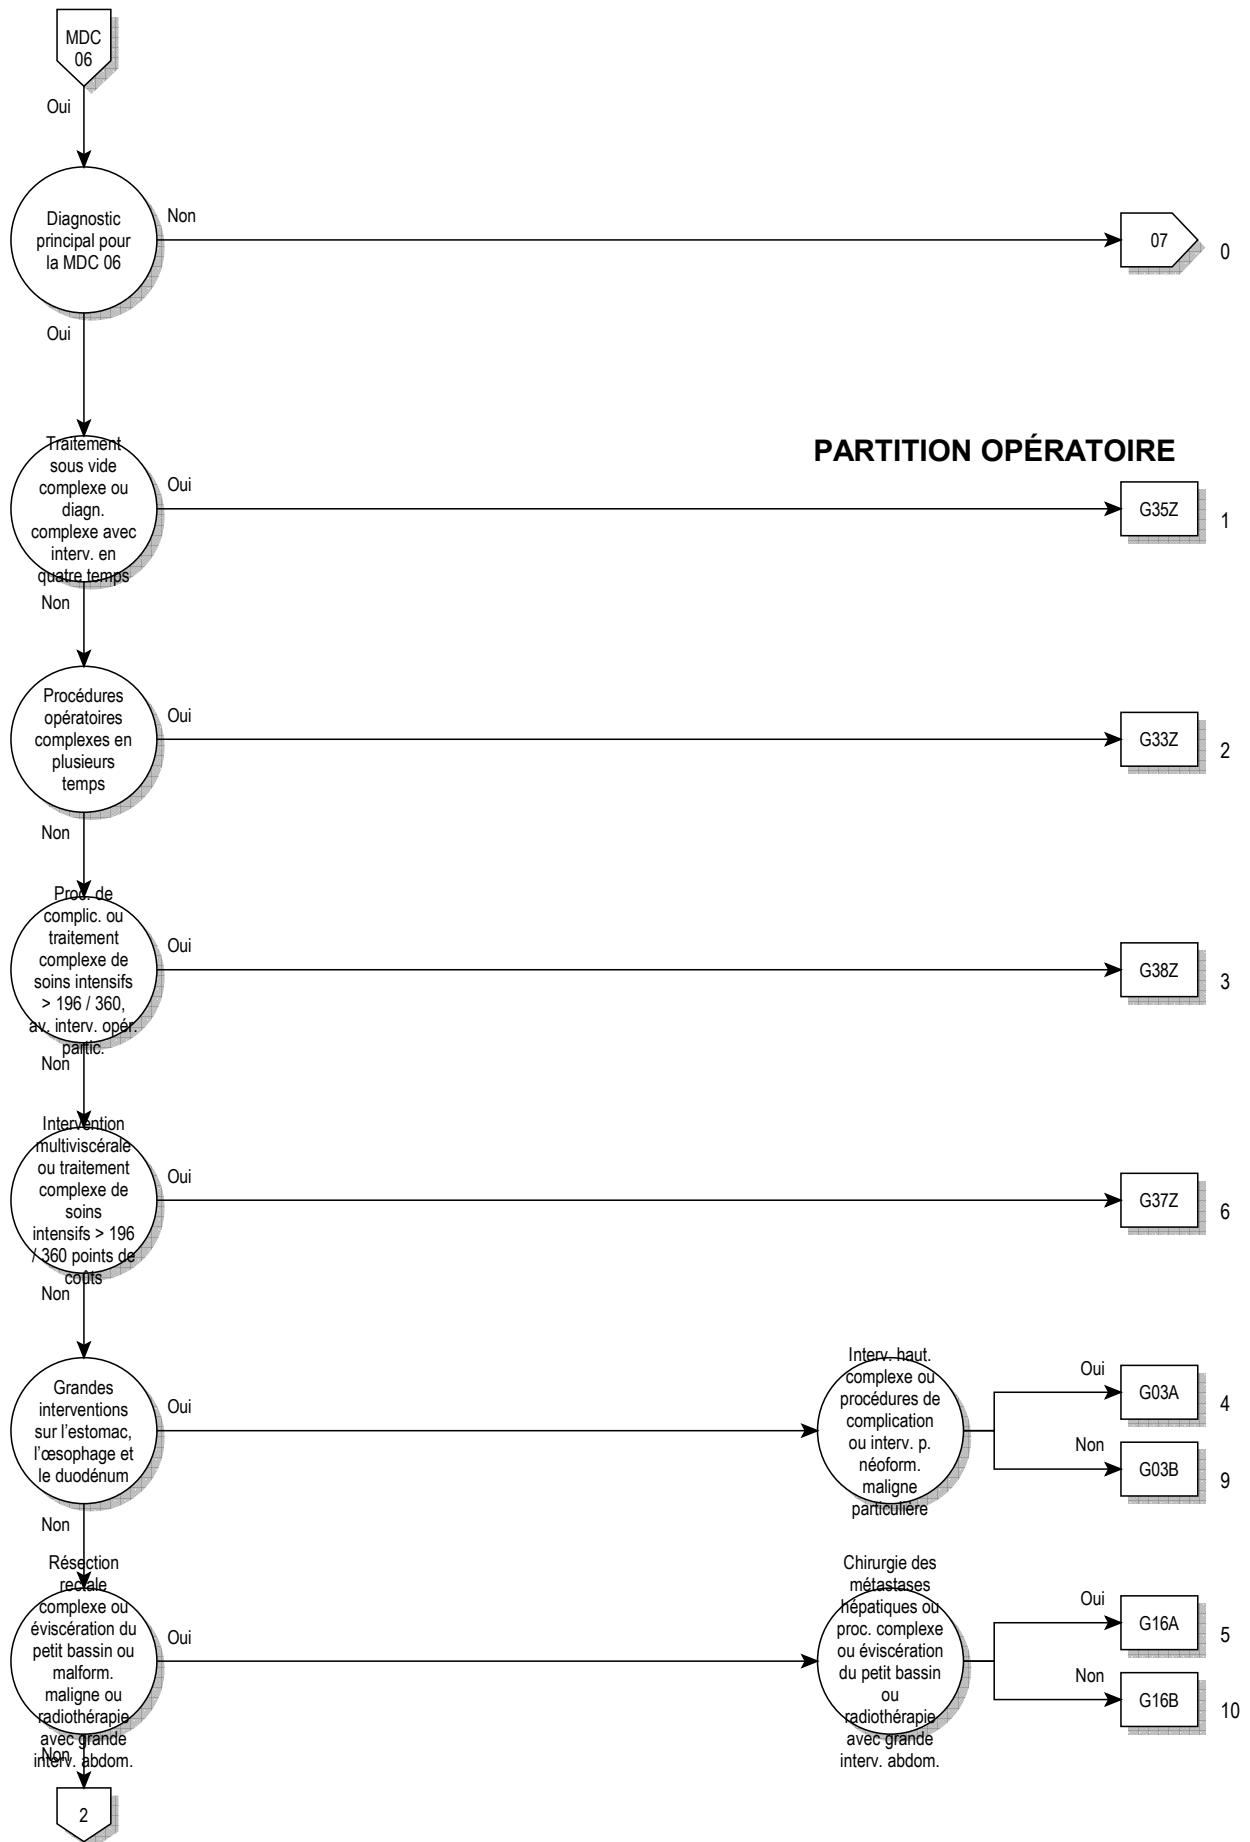 MDC
06
Oui
Diagnostic
principal pour
la MDC 06
Non
07
0
Oui
PARTITION OPÉRATOIRE
Traitement
sous vide
complexe ou
diagn.
complexe avec
interv. en
quatre temps
Oui
G35Z
1
Non
Procédures
opératoires
complexes en
plusieurs
temps
Oui
G33Z
2
Non
Proc. de
complic. ou
traitement
complexe de
soins intensifs
> 196 / 360,
av. interv. opér.
partic.
Oui
G38Z
3
Non
Intervention
multiviscérale
ou traitement
complexe de
soins
intensifs > 196
/ 360 points de
coûts
Oui
G37Z
6
Non
Grandes
interventions
sur l'estomac,
l'œsophage et
le duodénum
Oui
Interv. haut.
complexe ou
procédures de
complication
ou interv. p.
néoform.
maligne
particulière
Oui
G03A
4
Non
G03B
9
Non
Résection
rectale
complexe ou
éviscération du
petit bassin ou
malform.
maligne ou
radiothérapie
avec grande
interv. abdom.
Oui
Chirurgie des
métastases
hépatiques ou
proc. complexe
ou éviscération
du petit bassin
ou
radiothérapie
avec grande
interv. abdom.
Oui
G16A
5
Non
G16B
10
Non
2